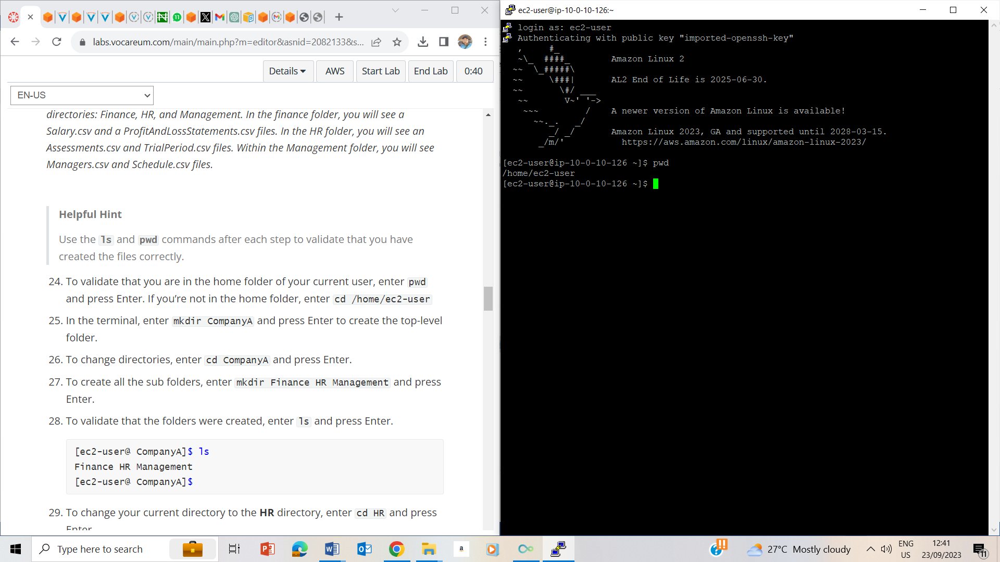 labs.vocareum.com/main/main.php?m=editor&asnid=2082133&s...
Details
AWS
Start Lab
End Lab
0:40
EN-US
directories: Finance, HR, and Management. In the finance folder, you will see a
Salary.csv and a ProfitAndLossStatements.csv files. In the HR folder, you will see an
Assessments.csv and TrialPeriod.csv files. Within the Management folder, you will see
Managers.csv and Schedule.csv files.
Helpful Hint
Use the ls and pwd commands after each step to validate that you have
created the files correctly.
24. To validate that you are in the home folder of your current user, enter pwd
and press Enter. If you’re not in the home folder, enter cd /home/ec2-user
25. In the terminal, enter mkdir CompanyA and press Enter to create the top-level
folder.
26. To change directories, enter cd CompanyA and press Enter.
27. To create all the sub folders, enter mkdir Finance HR Management and press
Enter.
28. To validate that the folders were created, enter ls and press Enter.
[ec2-user@ CompanyA]$ ls
Finance HR Management
[ec2-user@ CompanyA]$
29. To change your current directory to the HR directory, enter cd HR and press
Enter
ec2-user@ip-10-0-10-126:~
login as: ec2-user
Authenticating with public key "imported-openssh-key"
   ,     #_
   ~\_  ####_        Amazon Linux 2
  ~~  \_#####\
  ~~     \###|       AL2 End of Life is 2025-06-30.
  ~~       \#/ ___
   ~~       V~' '->
    ~~~         /    A newer version of Amazon Linux is available!
      ~~._.   _/
         _/ _/       Amazon Linux 2023, GA and supported until 2028-03-15.
       _/m/'           https://aws.amazon.com/linux/amazon-linux-2023/
[ec2-user@ip-10-0-10-126 ~]$ pwd
/home/ec2-user
[ec2-user@ip-10-0-10-126 ~]$
Type here to search
27°C Mostly cloudy
ENG
US
12:41
23/09/2023
11